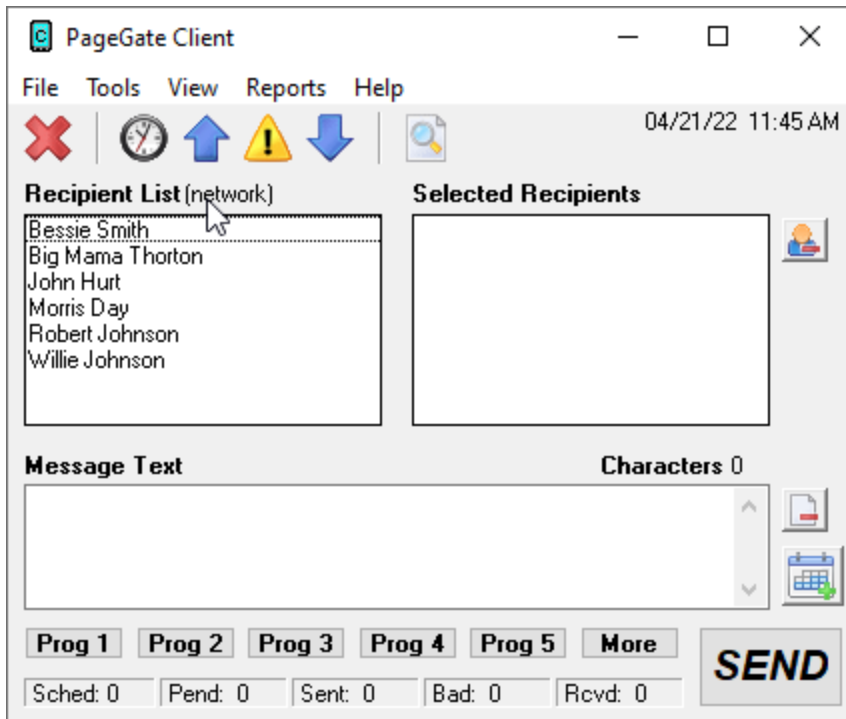 PageGate Client
File Tools View Reports Help
04/21/22 11:45 AM
Recipient List (network)
Bessie Smith
Big Mama Thorton
John Hurt
Morris Day
Robert Johnson
Willie Johnson
Selected Recipients
Message Text
Characters 0
Prog 1 Prog 2 Prog 3 Prog 4 Prog 5 More
SEND
Sched: 0 Pend: 0 Sent: 0 Bad: 0 Rcvd: 0